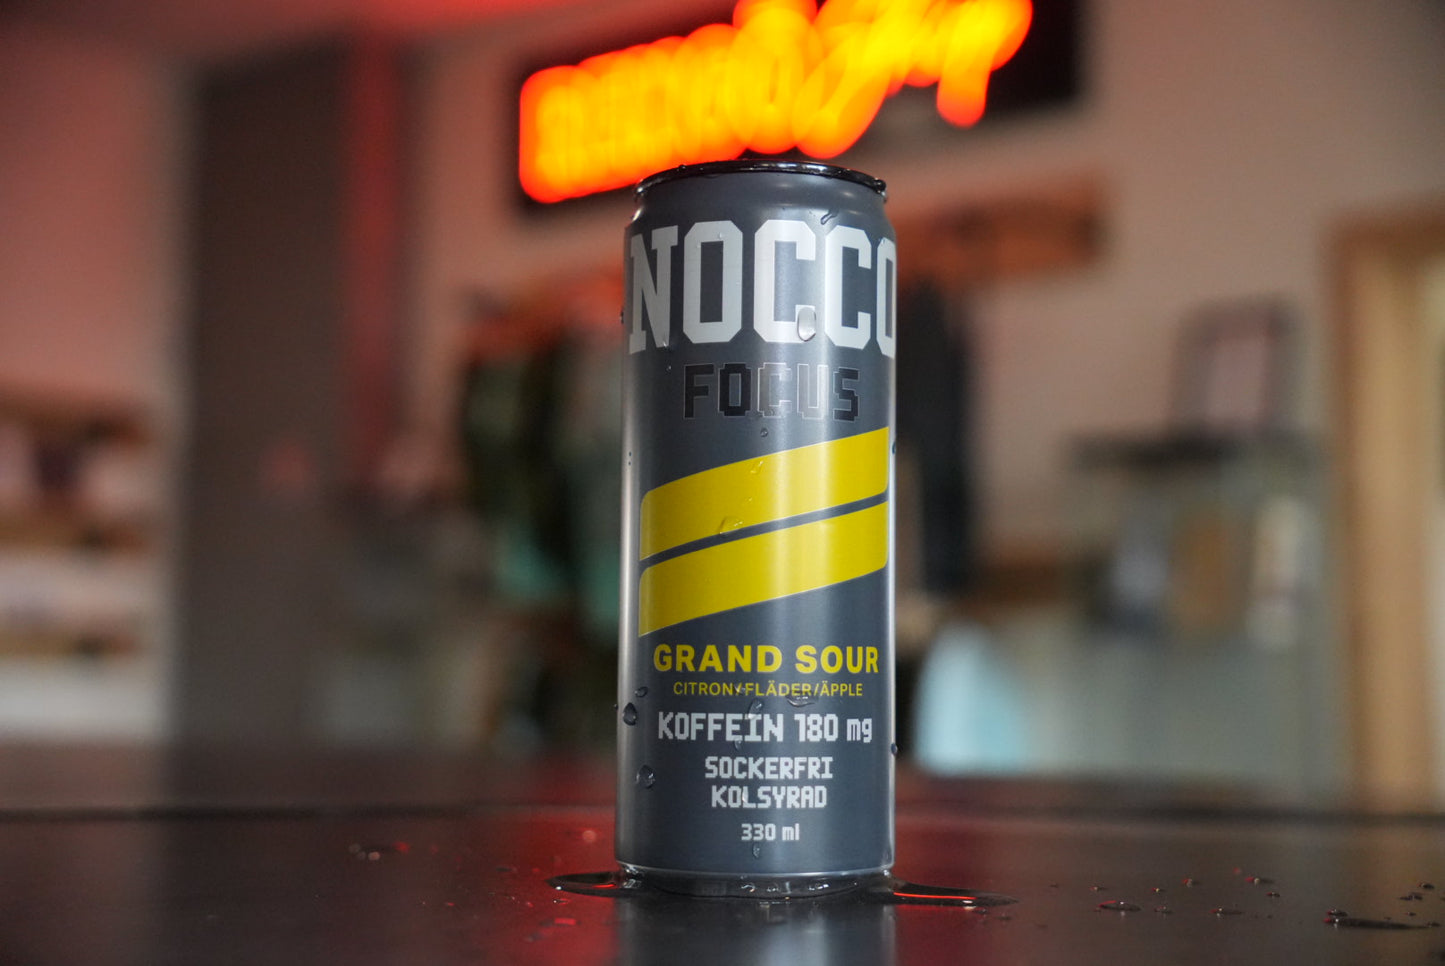 NOCCO
FOCUS
GRAND SOUR
CITRON/FLÄDER/ÄPPLE
KOFFEIN 180 mg
SOCKERFRI
KOLSYRAD
330 ml